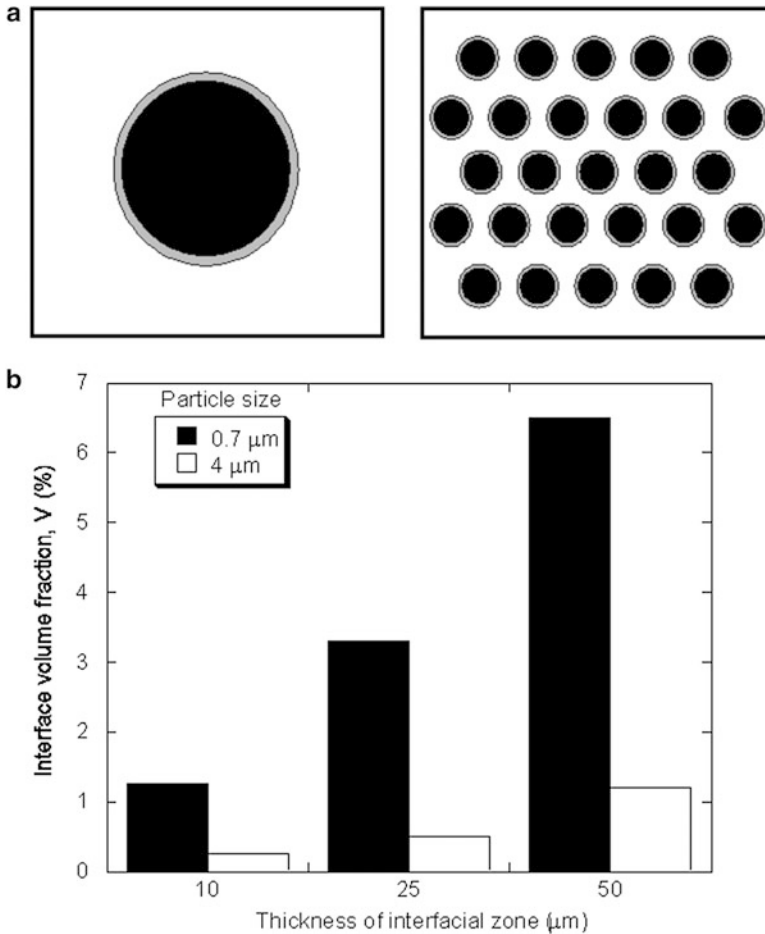 a
b
Particle size
0.7 μm
4 μm
Interface volume fraction, V (%)
7
6
5
4
3
2
1
0
10 25 50
Thickness of interfacial zone (μm)